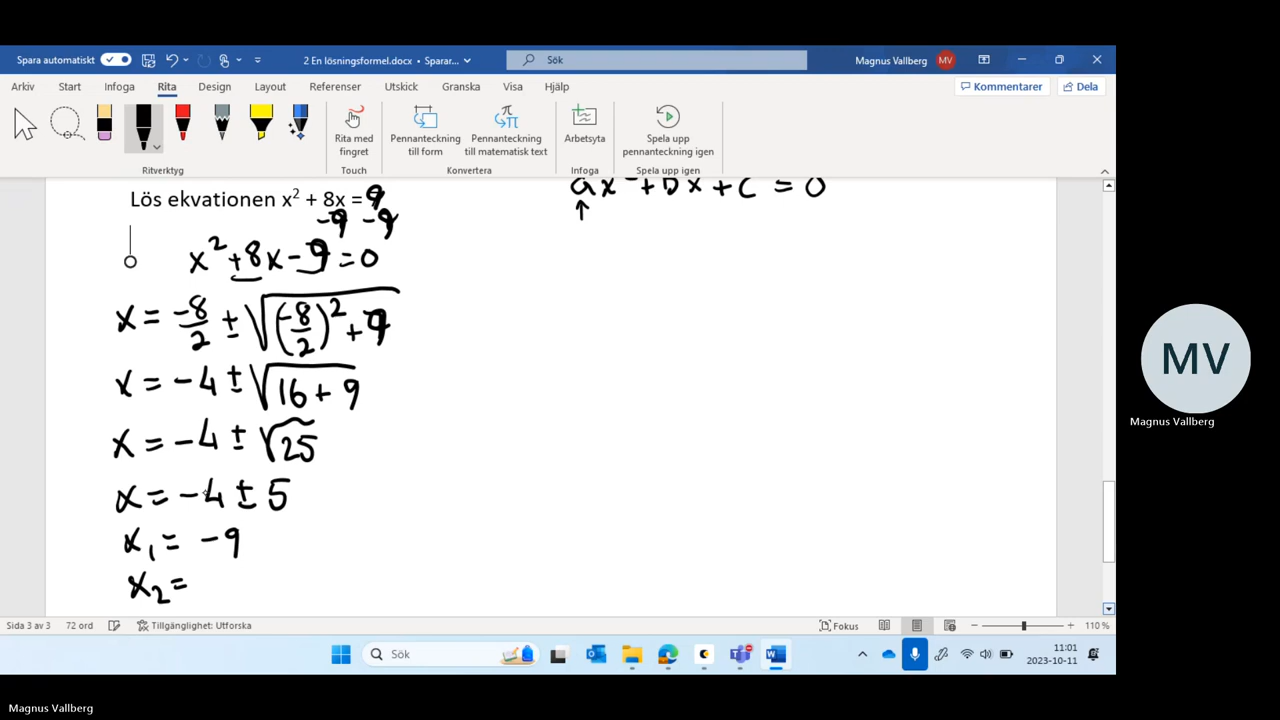 Spara automatiskt
2 En lösningsformel.docx • Sparar...
Sök
Magnus Vallberg
MV
Arkiv
Start
Infoga
Rita
Design
Layout
Referenser
Utskick
Granska
Visa
Hjälp
Kommentarer
Dela
Rita med fingret
Pennanteckning till form
Pennanteckning till matematisk text
Arbetsyta
Spela upp pennanteckning igen
Ritverktyg
Touch
Konvertera
Infoga
Spela upp igen
ax²+bx+c = 0
↑
Lös ekvationen x² + 8x = 9
-9 -9
x²+8x-9=0
x = -8/2 ± √((-8/2)²+9)
x = -4 ± √(16+9)
x = -4 ± √25
x = -4 ± 5
x₁ = -9
x₂ =
MV
Magnus Vallberg
Sida 3 av 3
72 ord
Tillgänglighet: Utforska
Fokus
110 %
Sök
11:01
2023-10-11
Magnus Vallberg